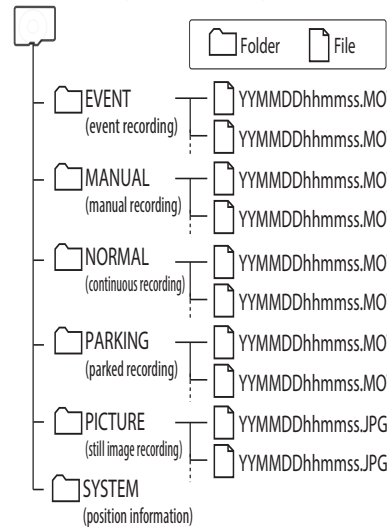 Folder File
EVENT YYMMDDhhmmss.MO
(event recording) YYMMDDhhmmss.MO
MANUAL YYMMDDhhmmss.MO
(manual recording) YYMMDDhhmmss.MO
NORMAL YYMMDDhhmmss.MO
(continuous recording) YYMMDDhhmmss.MO
PARKING YYMMDDhhmmss.MO
(parked recording) YYMMDDhhmmss.MO
PICTURE YYMMDDhhmmss.JPG
(still image recording) YYMMDDhhmmss.JPG
SYSTEM
(position information)